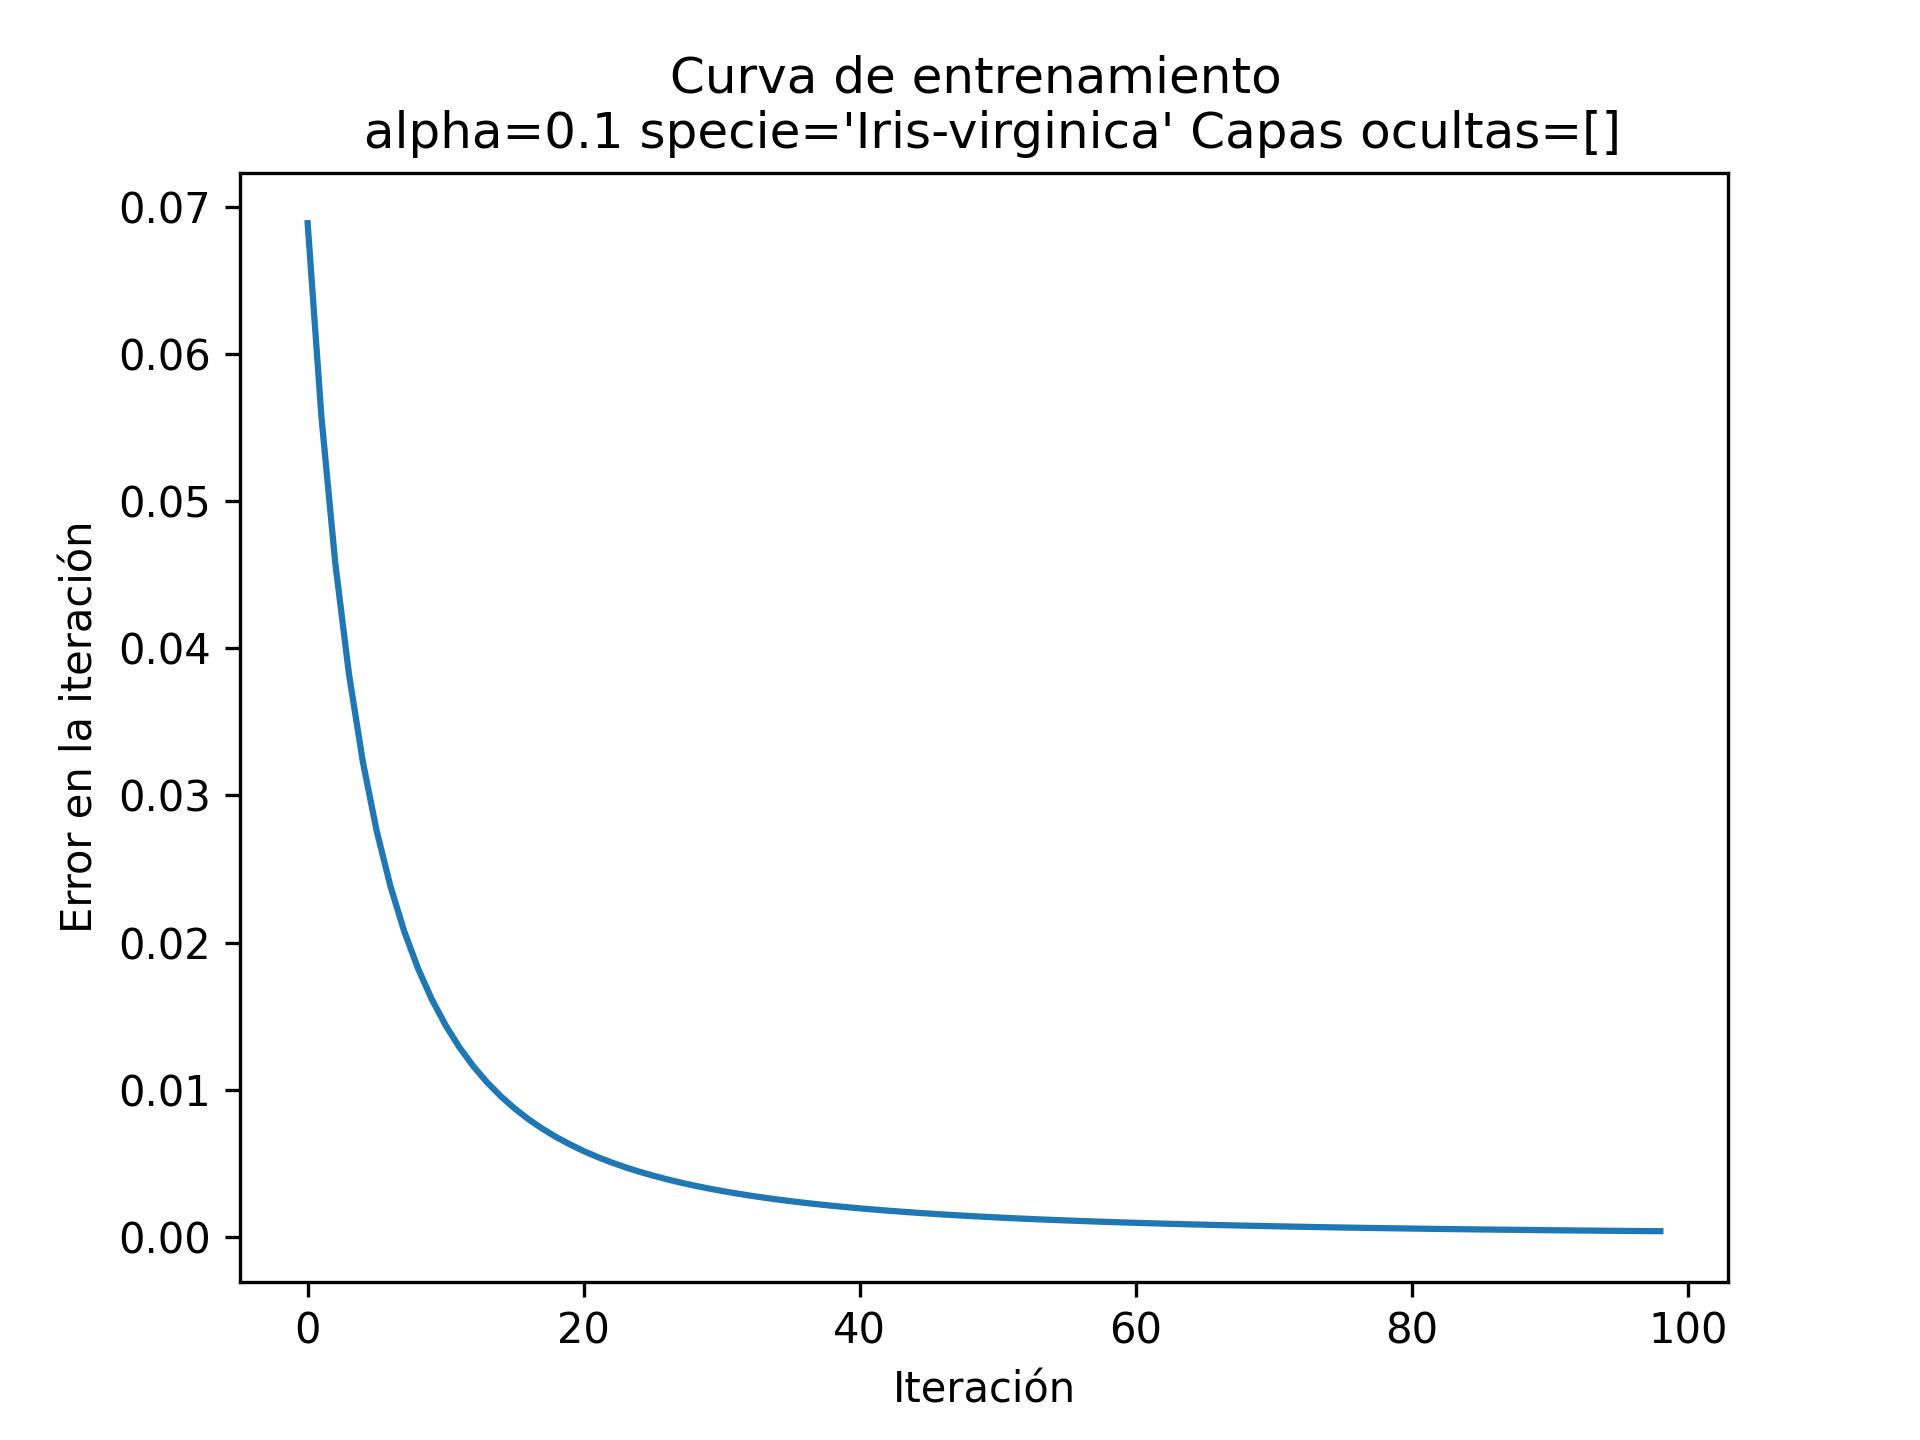 Curva de entrenamiento
alpha=0.1 specie='Iris-virginica' Capas ocultas=[]
Error en la iteración
0.07
0.06
0.05
0.04
0.03
0.02
0.01
0.00
0 20 40 60 80 100
Iteración